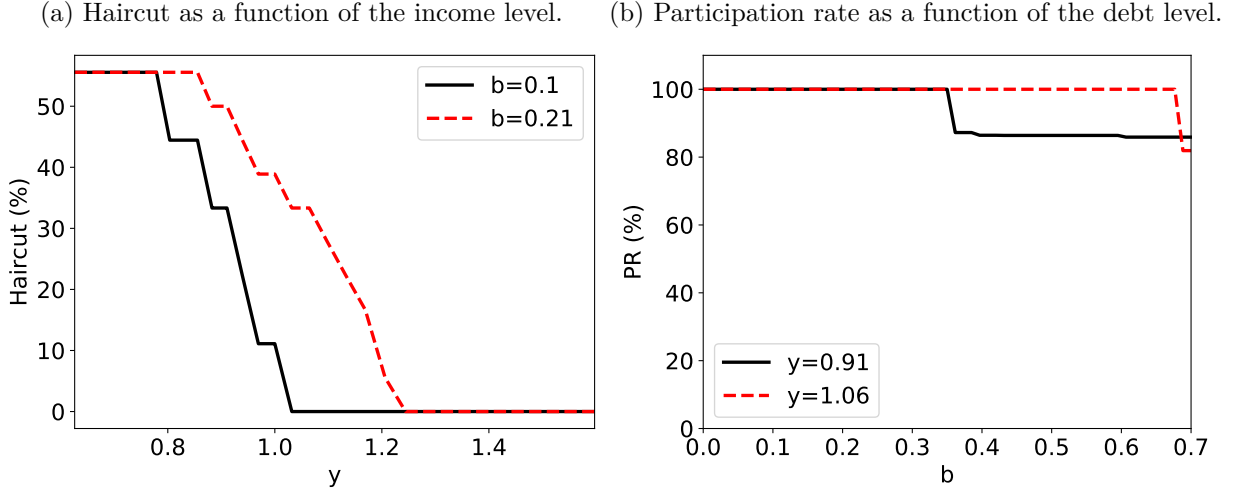 (a) Haircut as a function of the income level.
Haircut (%)
50
40
30
20
10
0
0.8
1.0
1.2
1.4
y
b=0.1
b=0.21
(b) Participation rate as a function of the debt level.
PR (%)
100
80
60
40
20
0
0.0
0.1
0.2
0.3
0.4
0.5
0.6
0.7
b
y=0.91
y=1.06